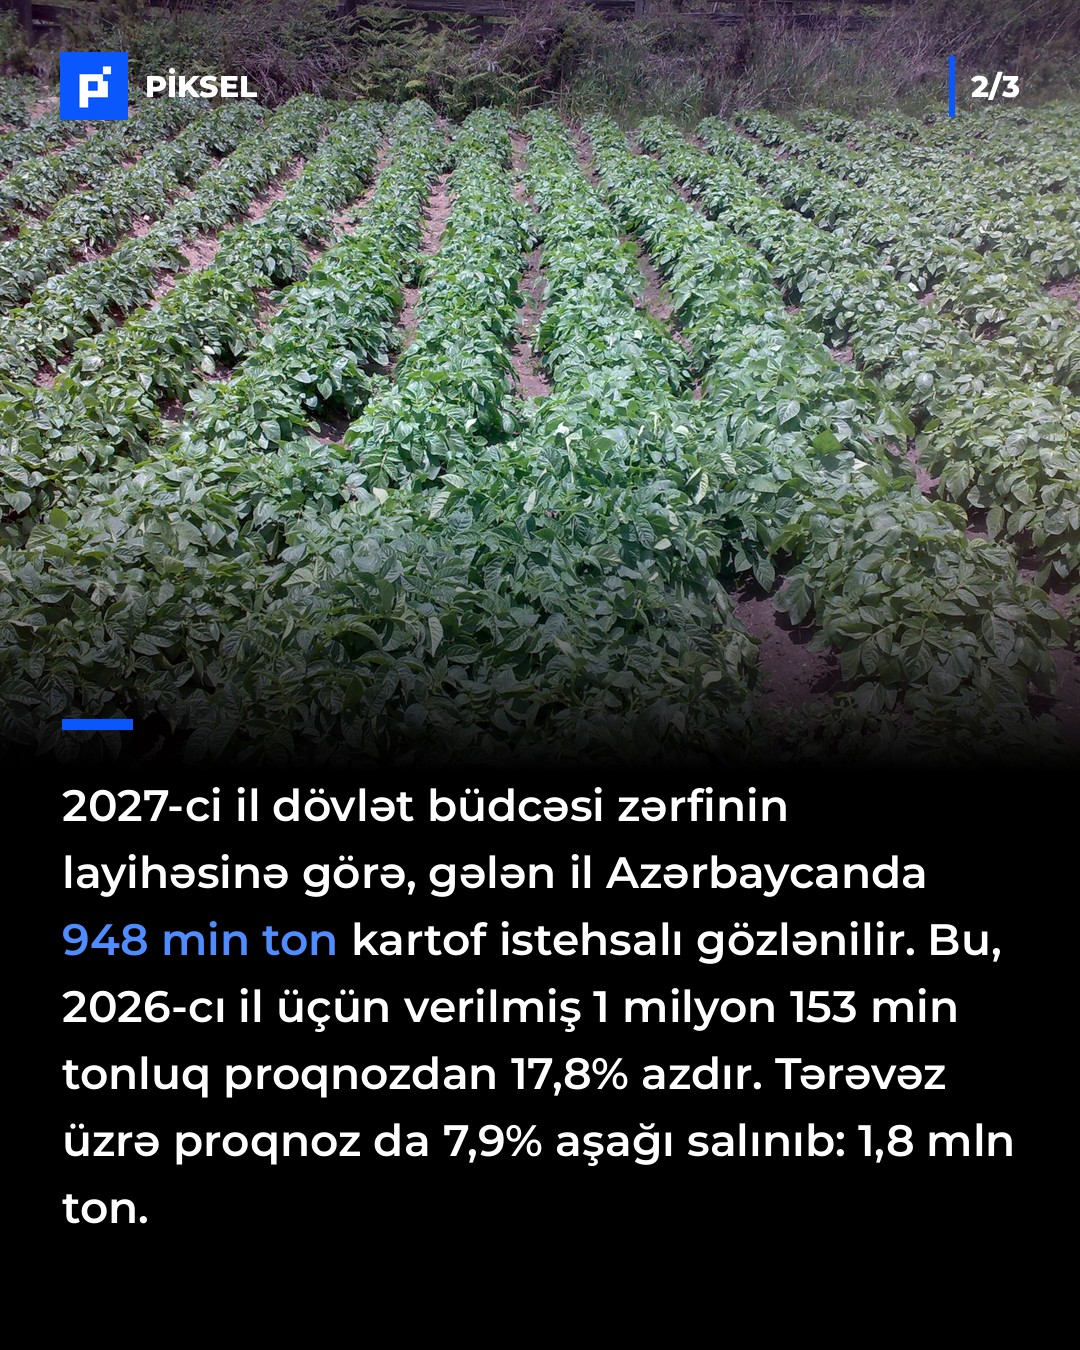 PİKSEL
2/3
2027-ci il dövlət büdcəsi zərfinin
layihəsinə görə, gələn il Azərbaycanda
948 min ton kartof istehsalı gözlənilir. Bu,
2026-cı il üçün verilmiş 1 milyon 153 min
tonluq proqnozdan 17,8% azdır. Tərəvəz
üzrə proqnoz da 7,9% aşağı salınıb: 1,8 mln
ton.